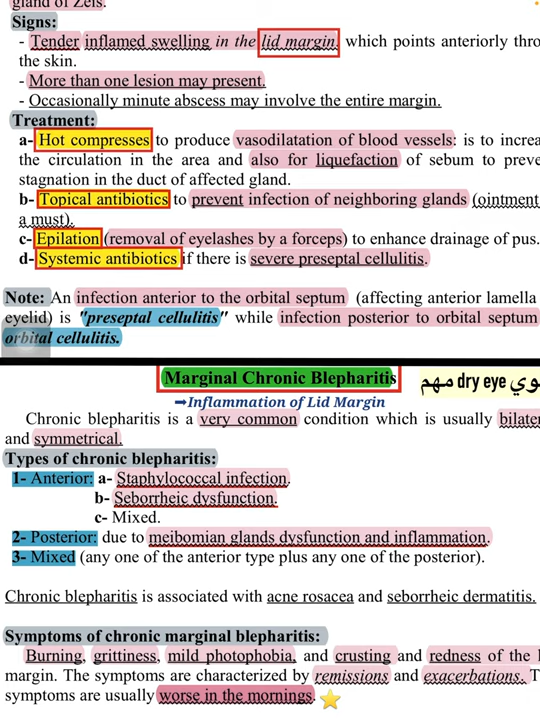 gland of Zeis.
Signs:
- Tender inflamed swelling in the lid margin, which points anteriorly thro
the skin.
- More than one lesion may present.
- Occasionally minute abscess may involve the entire margin.
Treatment:
a- Hot compresses to produce vasodilatation of blood vessels: is to increa
the circulation in the area and also for liquefaction of sebum to preve
stagnation in the duct of affected gland.
b- Topical antibiotics to prevent infection of neighboring glands (ointment
a must).
c- Epilation (removal of eyelashes by a forceps) to enhance drainage of pus.
d- Systemic antibiotics if there is severe preseptal cellulitis.
Note: An infection anterior to the orbital septum (affecting anterior lamella
eyelid) is "preseptal cellulitis" while infection posterior to orbital septum
orbital cellulitis.
Marginal Chronic Blepharitis
مهم dry eye وي
➡Inflammation of Lid Margin
Chronic blepharitis is a very common condition which is usually bilate
and symmetrical.
Types of chronic blepharitis:
1- Anterior: a- Staphylococcal infection.
b- Seborrheic dysfunction.
c- Mixed.
2- Posterior: due to meibomian glands dysfunction and inflammation.
3- Mixed (any one of the anterior type plus any one of the posterior).
Chronic blepharitis is associated with acne rosacea and seborrheic dermatitis.
Symptoms of chronic marginal blepharitis:
Burning, grittiness, mild photophobia, and crusting and redness of the l
margin. The symptoms are characterized by remissions and exacerbations. T
symptoms are usually worse in the mornings. ⭐